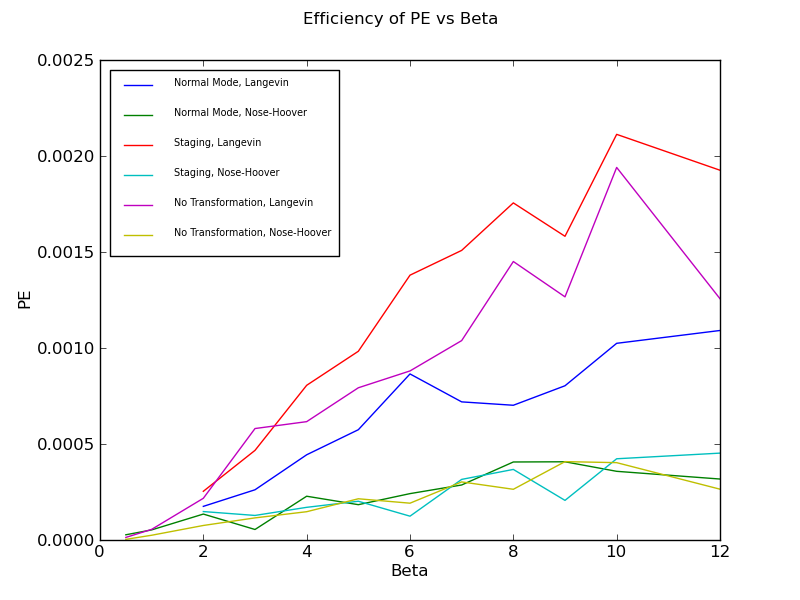 Efficiency of PE vs Beta
0.0025
0.0020
0.0015
0.0010
0.0005
0.0000
PE
Normal Mode, Langevin
Normal Mode, Nose-Hoover
Staging, Langevin
Staging, Nose-Hoover
No Transformation, Langevin
No Transformation, Nose-Hoover
0 2 4 6 8 10 12
Beta